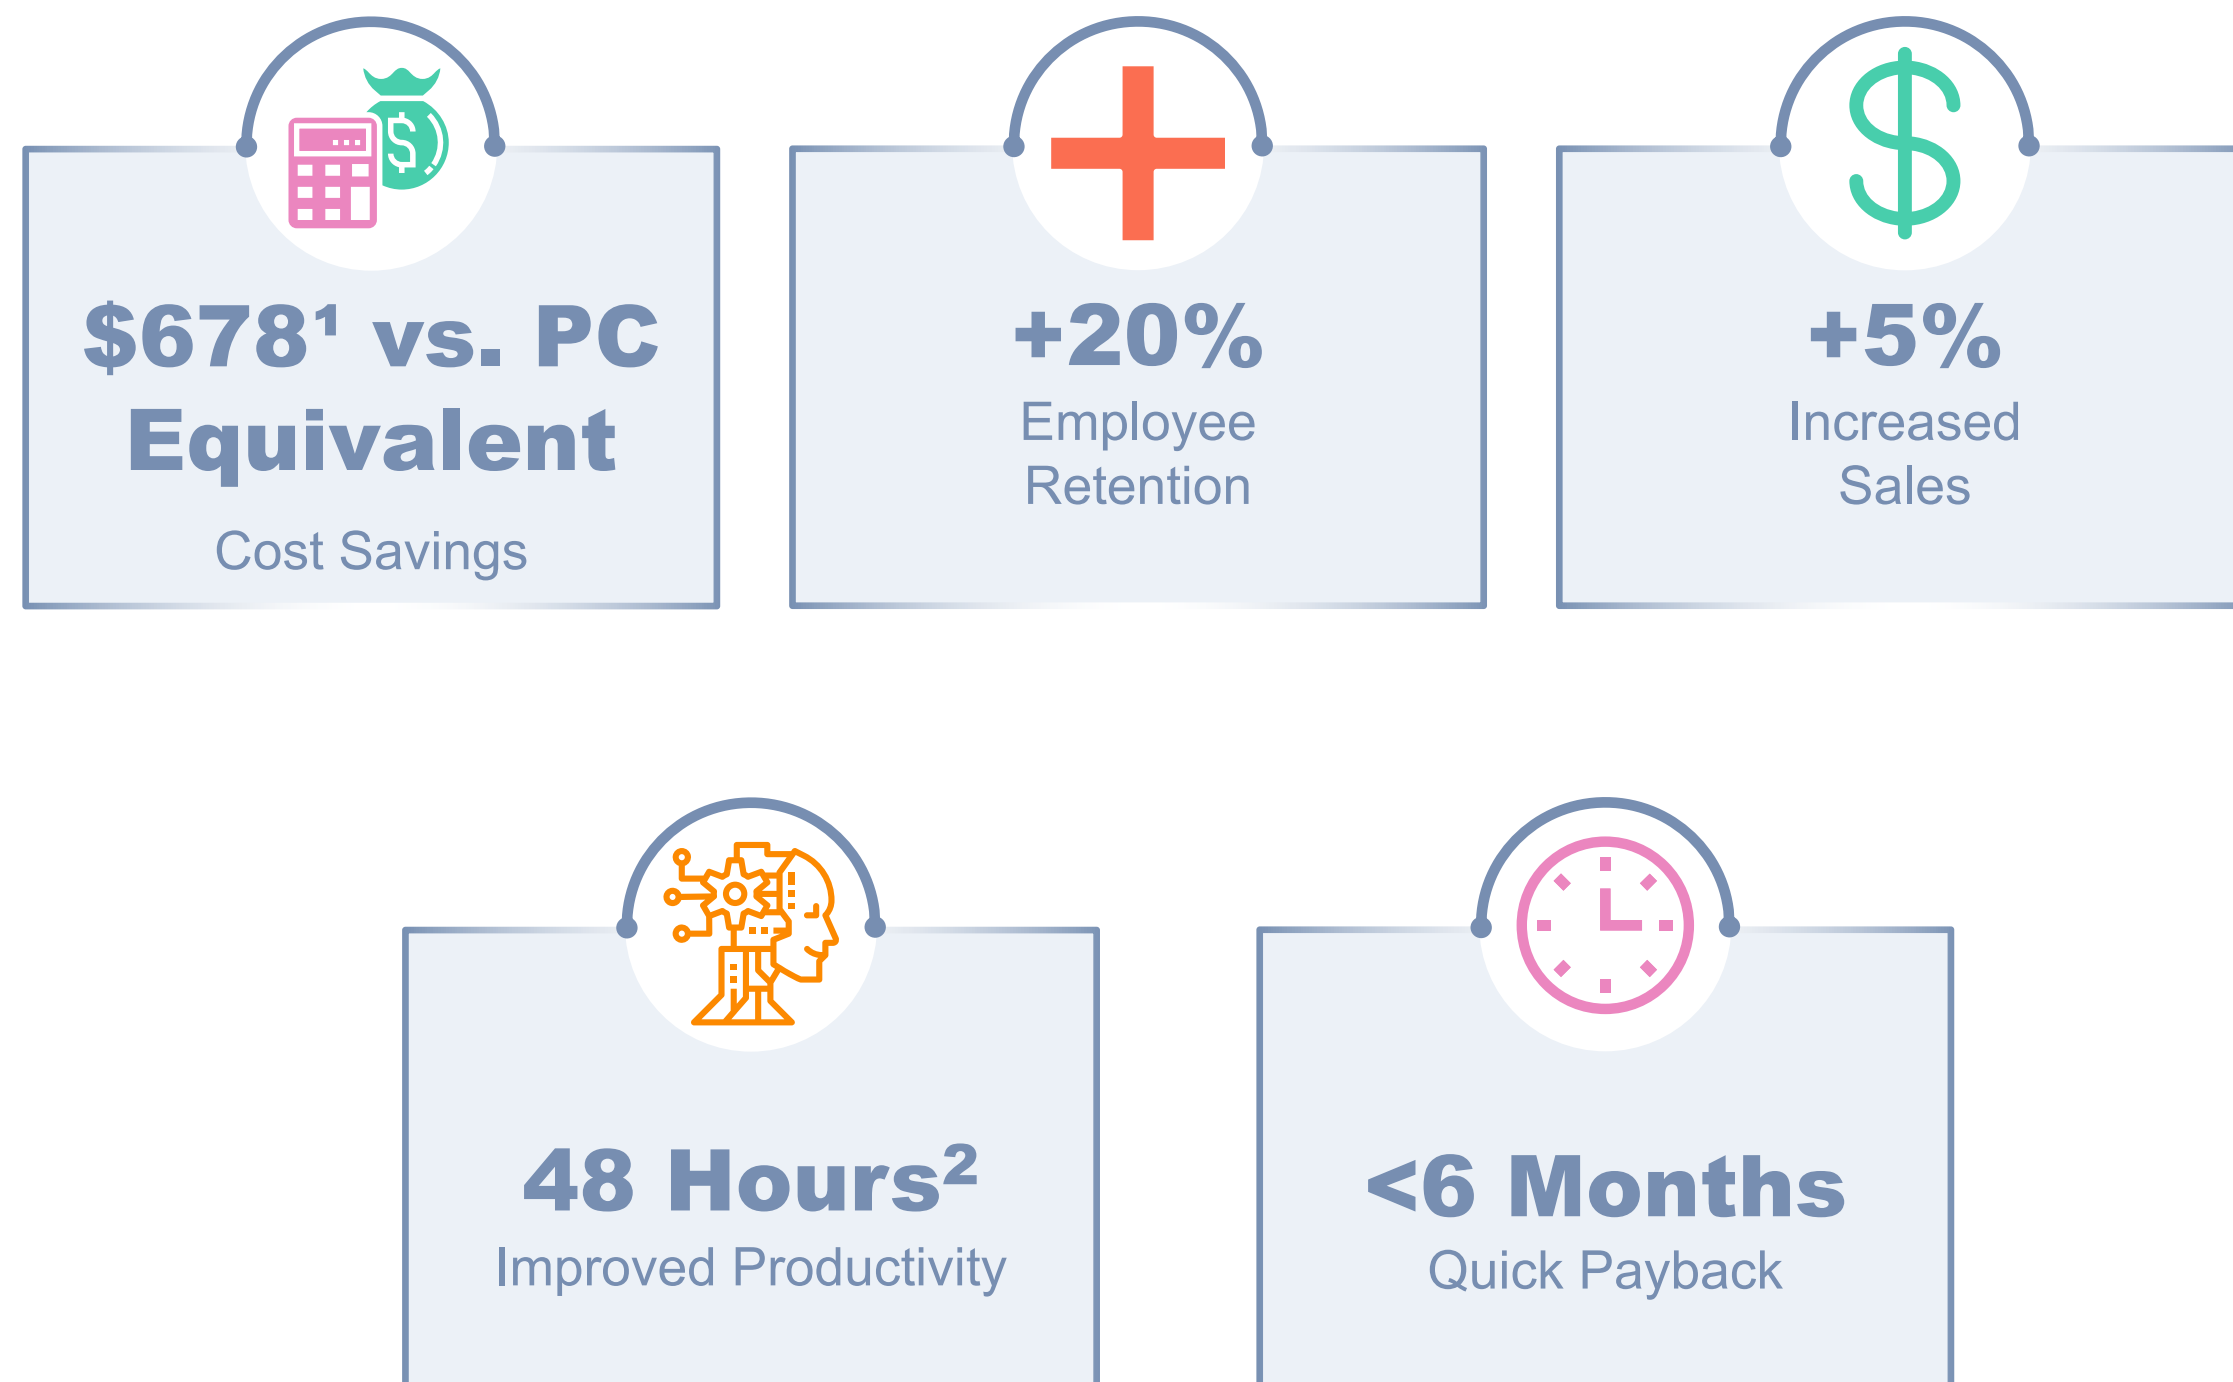 $678¹ vs. PC
Equivalent
Cost Savings
+20%
Employee
Retention
+5%
Increased
Sales
48 Hours²
Improved Productivity
<6 Months
Quick Payback